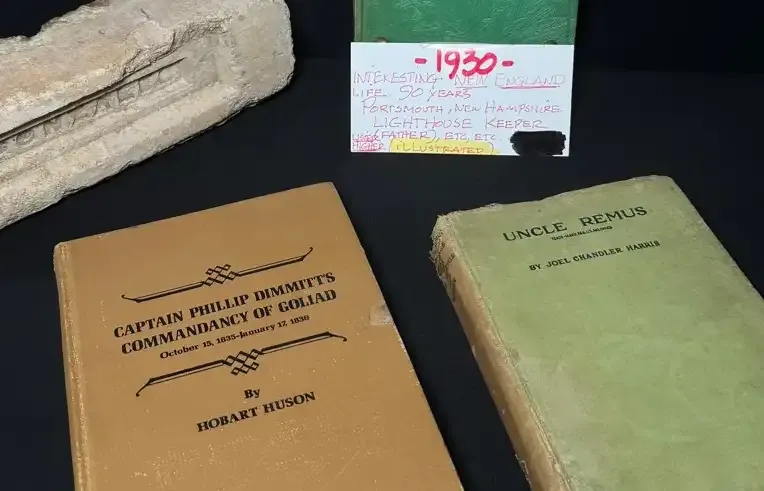 -1930-
INTERESTING NEW ENGLAND
LIFE 90 YEARS
PORTSMOUTH, NEW HAMPSHIRE
LIGHTHOUSE KEEPER
(FATHER), ETC. ETC.
HIGHER (ILLUSTRATED)
UNCLE REMUS
BY JOEL CHANDLER HARRIS
CAPTAIN PHILLIP DIMMITT'S
COMMANDANCY OF GOLIAD
October 15, 1835-January 17, 1836
By
HOBART HUSON